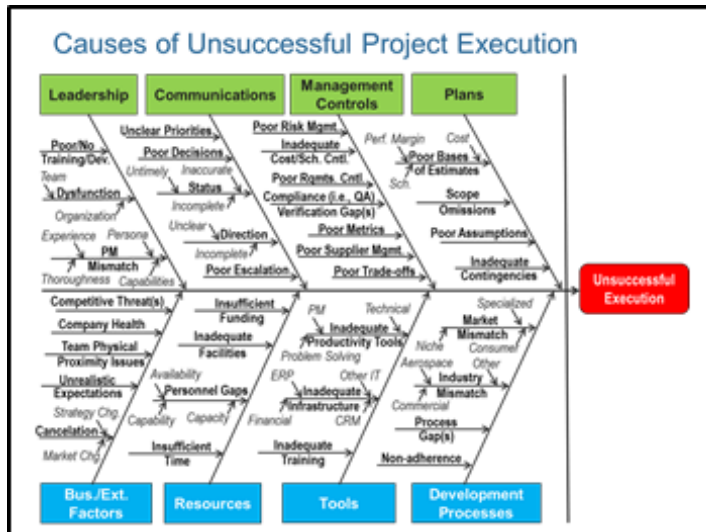 Causes of Unsuccessful Project Execution
Leadership
Communications
Management
Controls
Plans
Poor/No
Training/Dev.
Team
Dysfunction
Organization
Experience
Persona
PM
Mismatch
Thoroughness
Capabilities
Unclear Priorities
Poor Decisions
Untimely
Inaccurate
Status
Incomplete
Unclear
Direction
Incomplete
Poor Escalation
Poor Risk Mgmt.
Inadequate
Cost/Sch. Cntl.
Poor Rqmts. Cntl.
Compliance (i.e., QA)
Verification Gap(s)
Poor Metrics
Poor Supplier Mgmt.
Poor Trade-offs
Perf. Margin
Cost
Poor Bases
of Estimates
Sch.
Scope
Omissions
Poor Assumptions
Inadequate
Contingencies
Unsuccessful
Execution
Competitive Threat(s)
Company Health
Team Physical
Proximity Issues
Unrealistic
Expectations
Strategy Chg.
Cancelation
Market Chg.
Insufficient
Funding
Inadequate
Facilities
Availability
Personnel Gaps
Capability
Capacity
Insufficient
Time
PM
Technical
Inadequate
Productivity Tools
Problem Solving
ERP
Other IT
Inadequate
Infrastructure
Financial
CRM
Inadequate
Training
Specialized
Market
Mismatch
Niche
Consumel
Aerospace
Other
Industry
Mismatch
Commercial
Process
Gap(s)
Non-adherence
Bus./Ext.
Factors
Resources
Tools
Development
Processes